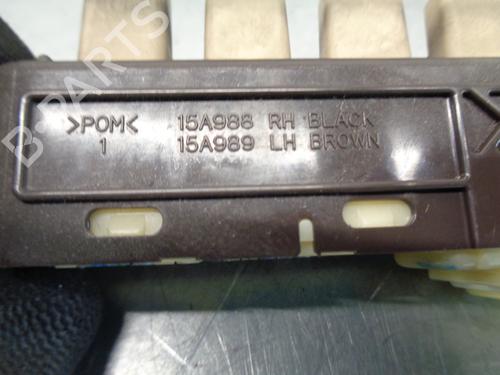 >POM< 15A988 RH BLACK
1 15A989 LH BROWN
B-PARTS